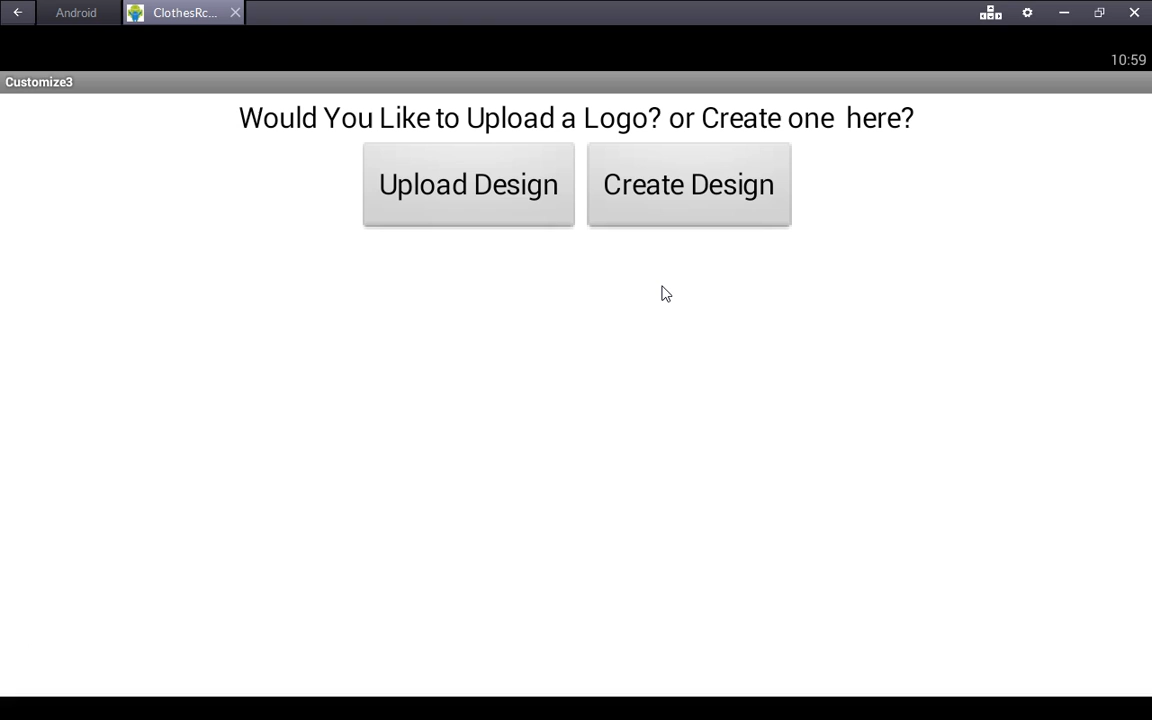 Android
ClothesRc...
10:59
Customize3
Would You Like to Upload a Logo? or Create one here?
Upload Design
Create Design